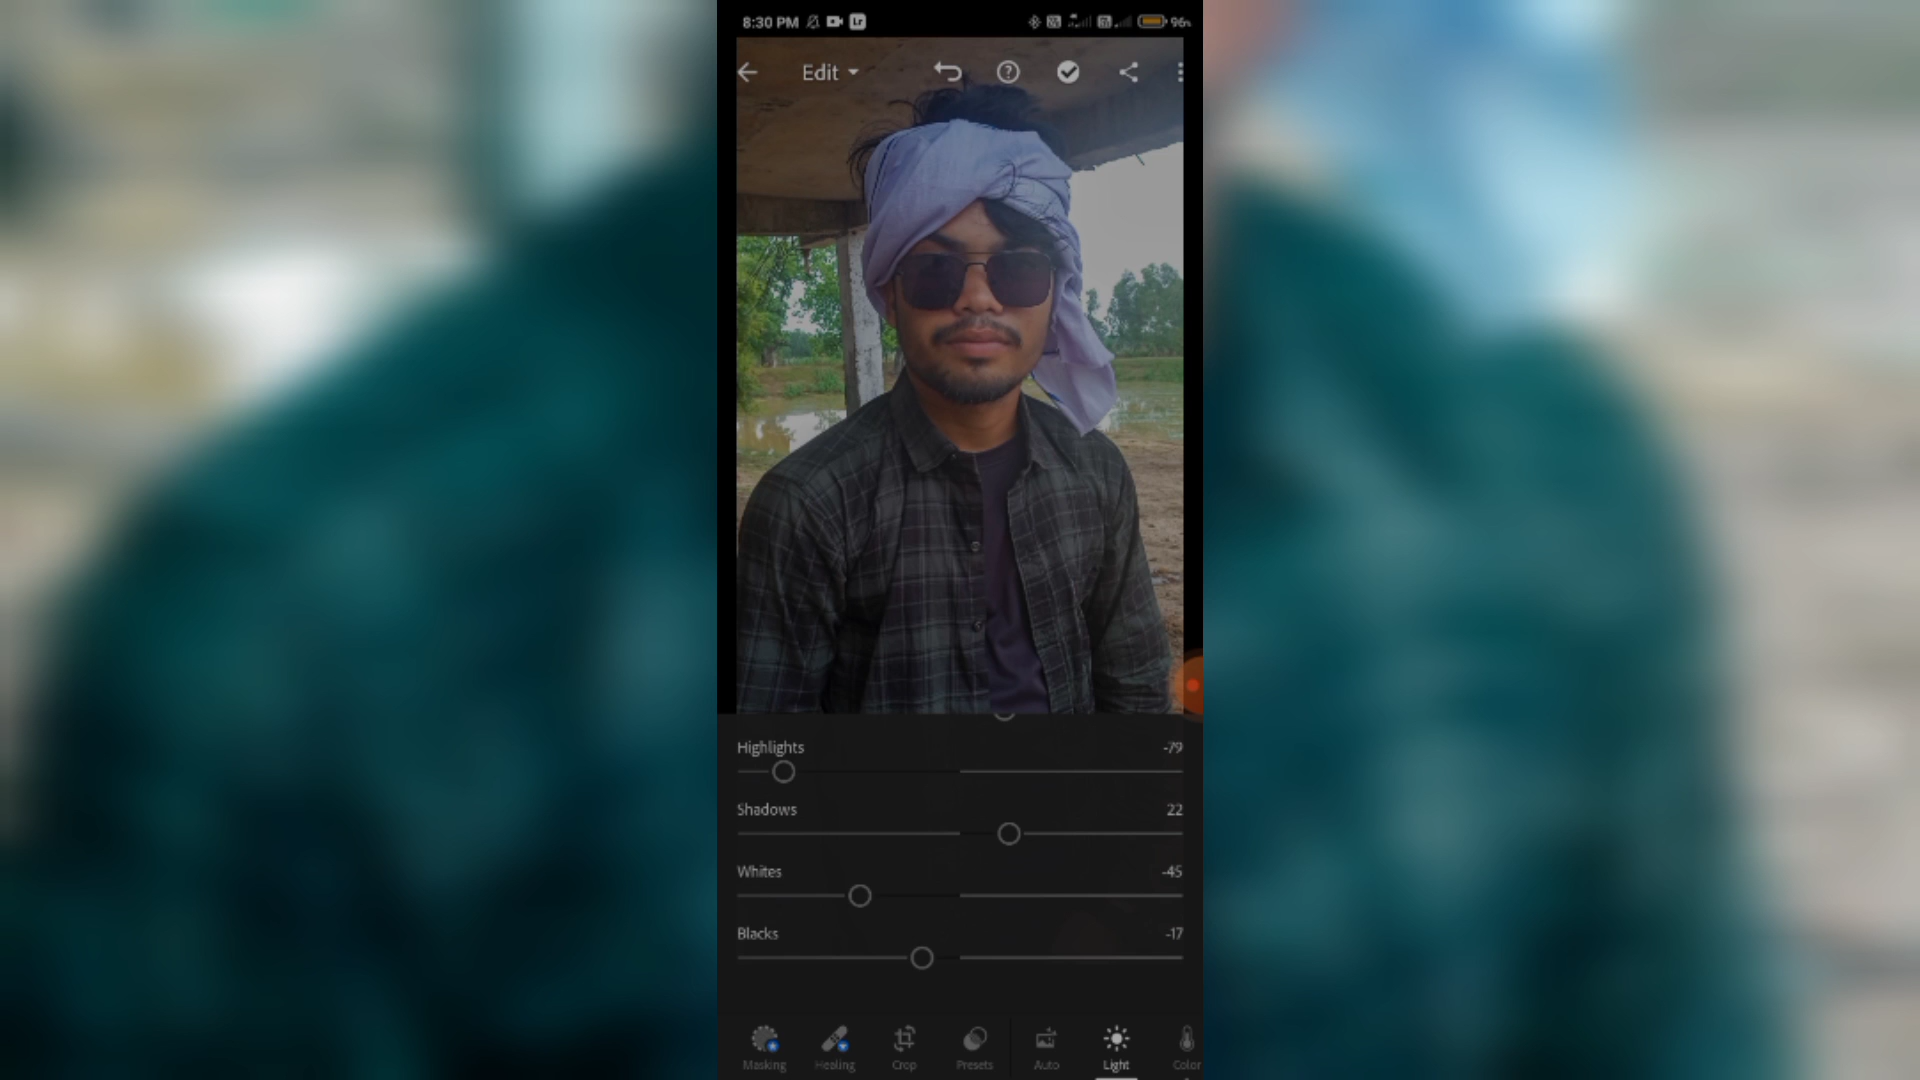 8:30 PM Lr 96%
Edit
Highlights -79
Shadows 22
Whites -45
Blacks -17
Masking Healing Crop Presets Auto Light Color